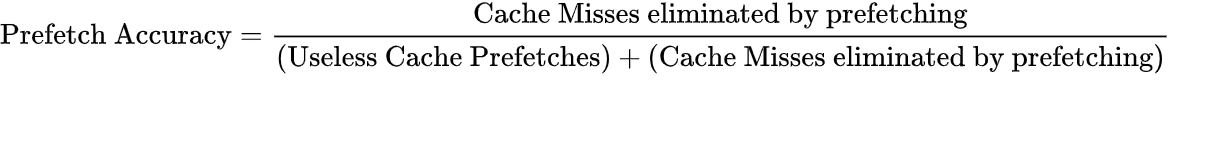 Prefetch Accuracy = Cache Misses eliminated by prefetching
(Useless Cache Prefetches) + (Cache Misses eliminated by prefetching)